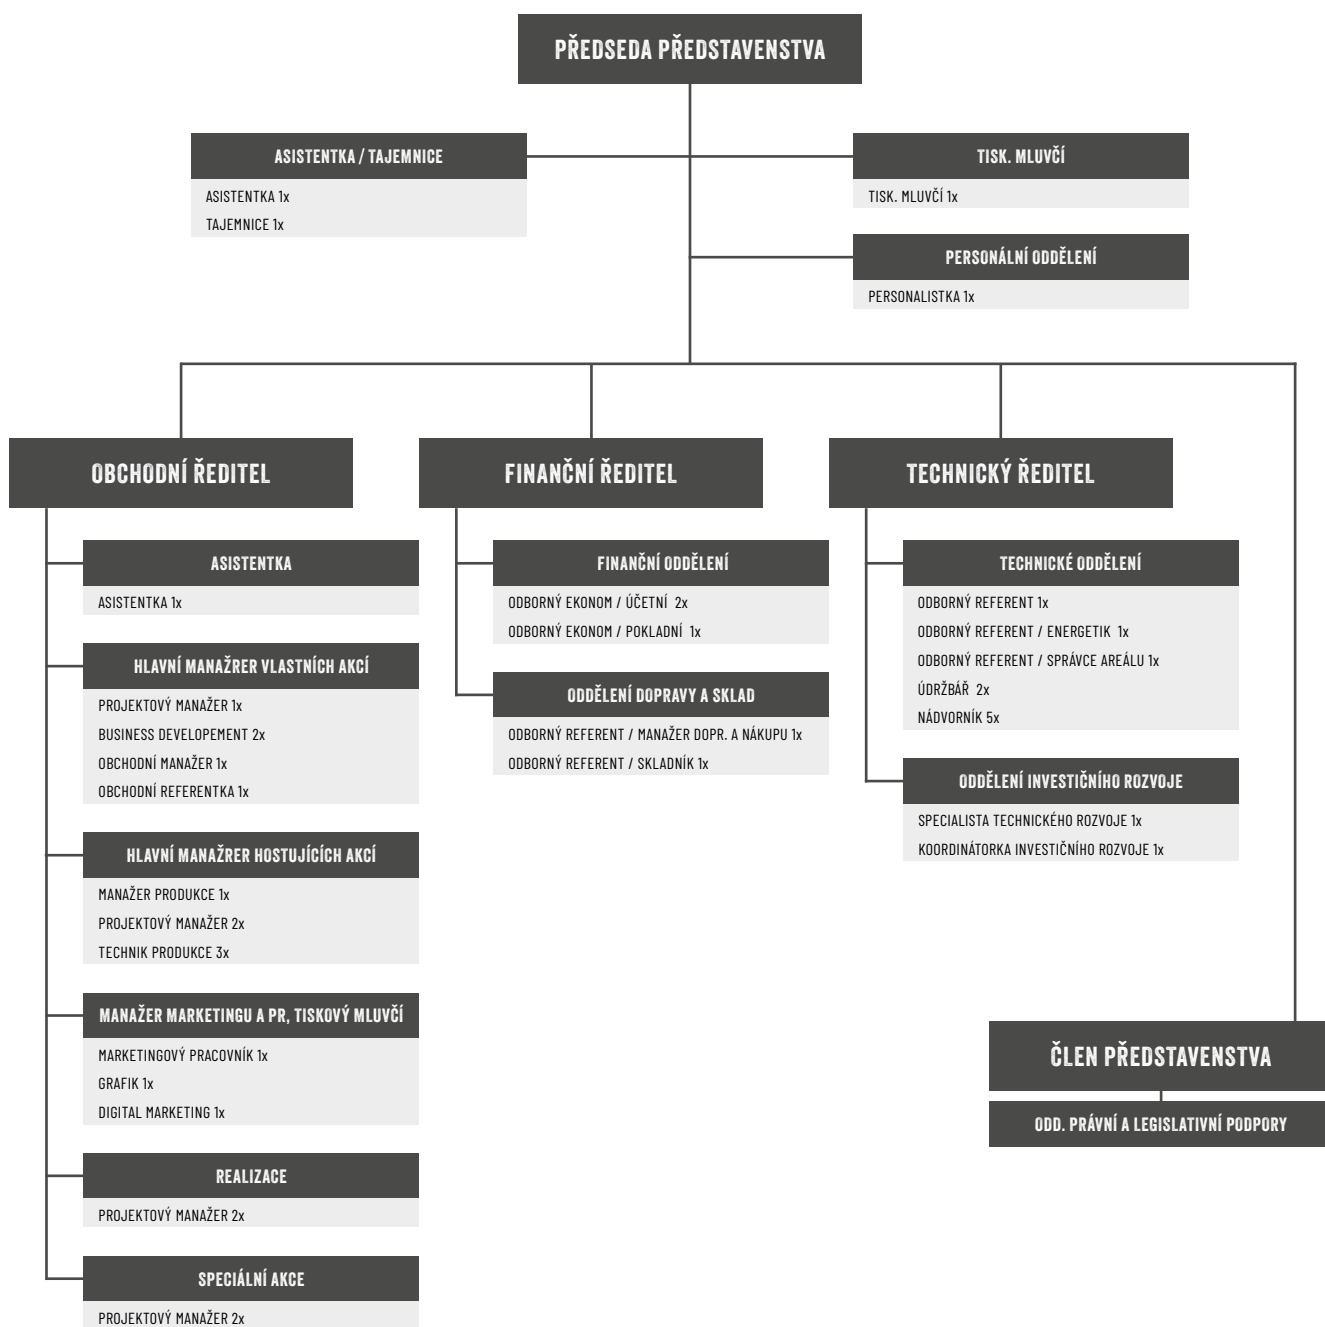 PŘEDSEDA PŘEDSTAVENSTVA
ASISTENTKA / TAJEMNICE
ASISTENTKA 1x
TAJEMNICE 1x
TISK. MLUVČÍ
TISK. MLUVČÍ 1x
PERSONÁLNÍ ODDĚLENÍ
PERSONALISTKA 1x
OBCHODNÍ ŘEDITEL
ASISTENTKA
ASISTENTKA 1x
HLAVNÍ MANAŽRER VLASTNÍCH AKCÍ
PROJEKTOVÝ MANAŽER 1x
BUSINESS DEVELOPEMENT 2x
OBCHODNÍ MANAŽER 1x
OBCHODNÍ REFERENTKA 1x
HLAVNÍ MANAŽRER HOSTUJÍCÍCH AKCÍ
MANAŽER PRODUKCE 1x
PROJEKTOVÝ MANAŽER 2x
TECHNIK PRODUKCE 3x
MANAŽER MARKETINGU A PR, TISKOVÝ MLUVČÍ
MARKETINGOVÝ PRACOVNÍK 1x
GRAFIK 1x
DIGITAL MARKETING 1x
REALIZACE
PROJEKTOVÝ MANAŽER 2x
SPECIÁLNÍ AKCE
PROJEKTOVÝ MANAŽER 2x
FINANČNÍ ŘEDITEL
FINANČNÍ ODDĚLENÍ
ODBORNÝ EKONOM / ÚČETNÍ 2x
ODBORNÝ EKONOM / POKLADNÍ 1x
ODDĚLENÍ DOPRAVY A SKLAD
ODBORNÝ REFERENT / MANAŽER DOPR. A NÁKUPU 1x
ODBORNÝ REFERENT / SKLADNÍK 1x
TECHNICKÝ ŘEDITEL
TECHNICKÉ ODDĚLENÍ
ODBORNÝ REFERENT 1x
ODBORNÝ REFERENT / ENERGETIK 1x
ODBORNÝ REFERENT / SPRÁVCE AREÁLU 1x
ÚDRŽBÁŘ 2x
NÁDVORNÍK 5x
ODDĚLENÍ INVESTIČNÍHO ROZVOJE
SPECIALISTA TECHNICKÉHO ROZVOJE 1x
KOORDINÁTORKA INVESTIČNÍHO ROZVOJE 1x
ČLEN PŘEDSTAVENSTVA
ODD. PRÁVNÍ A LEGISLATIVNÍ PODPORY